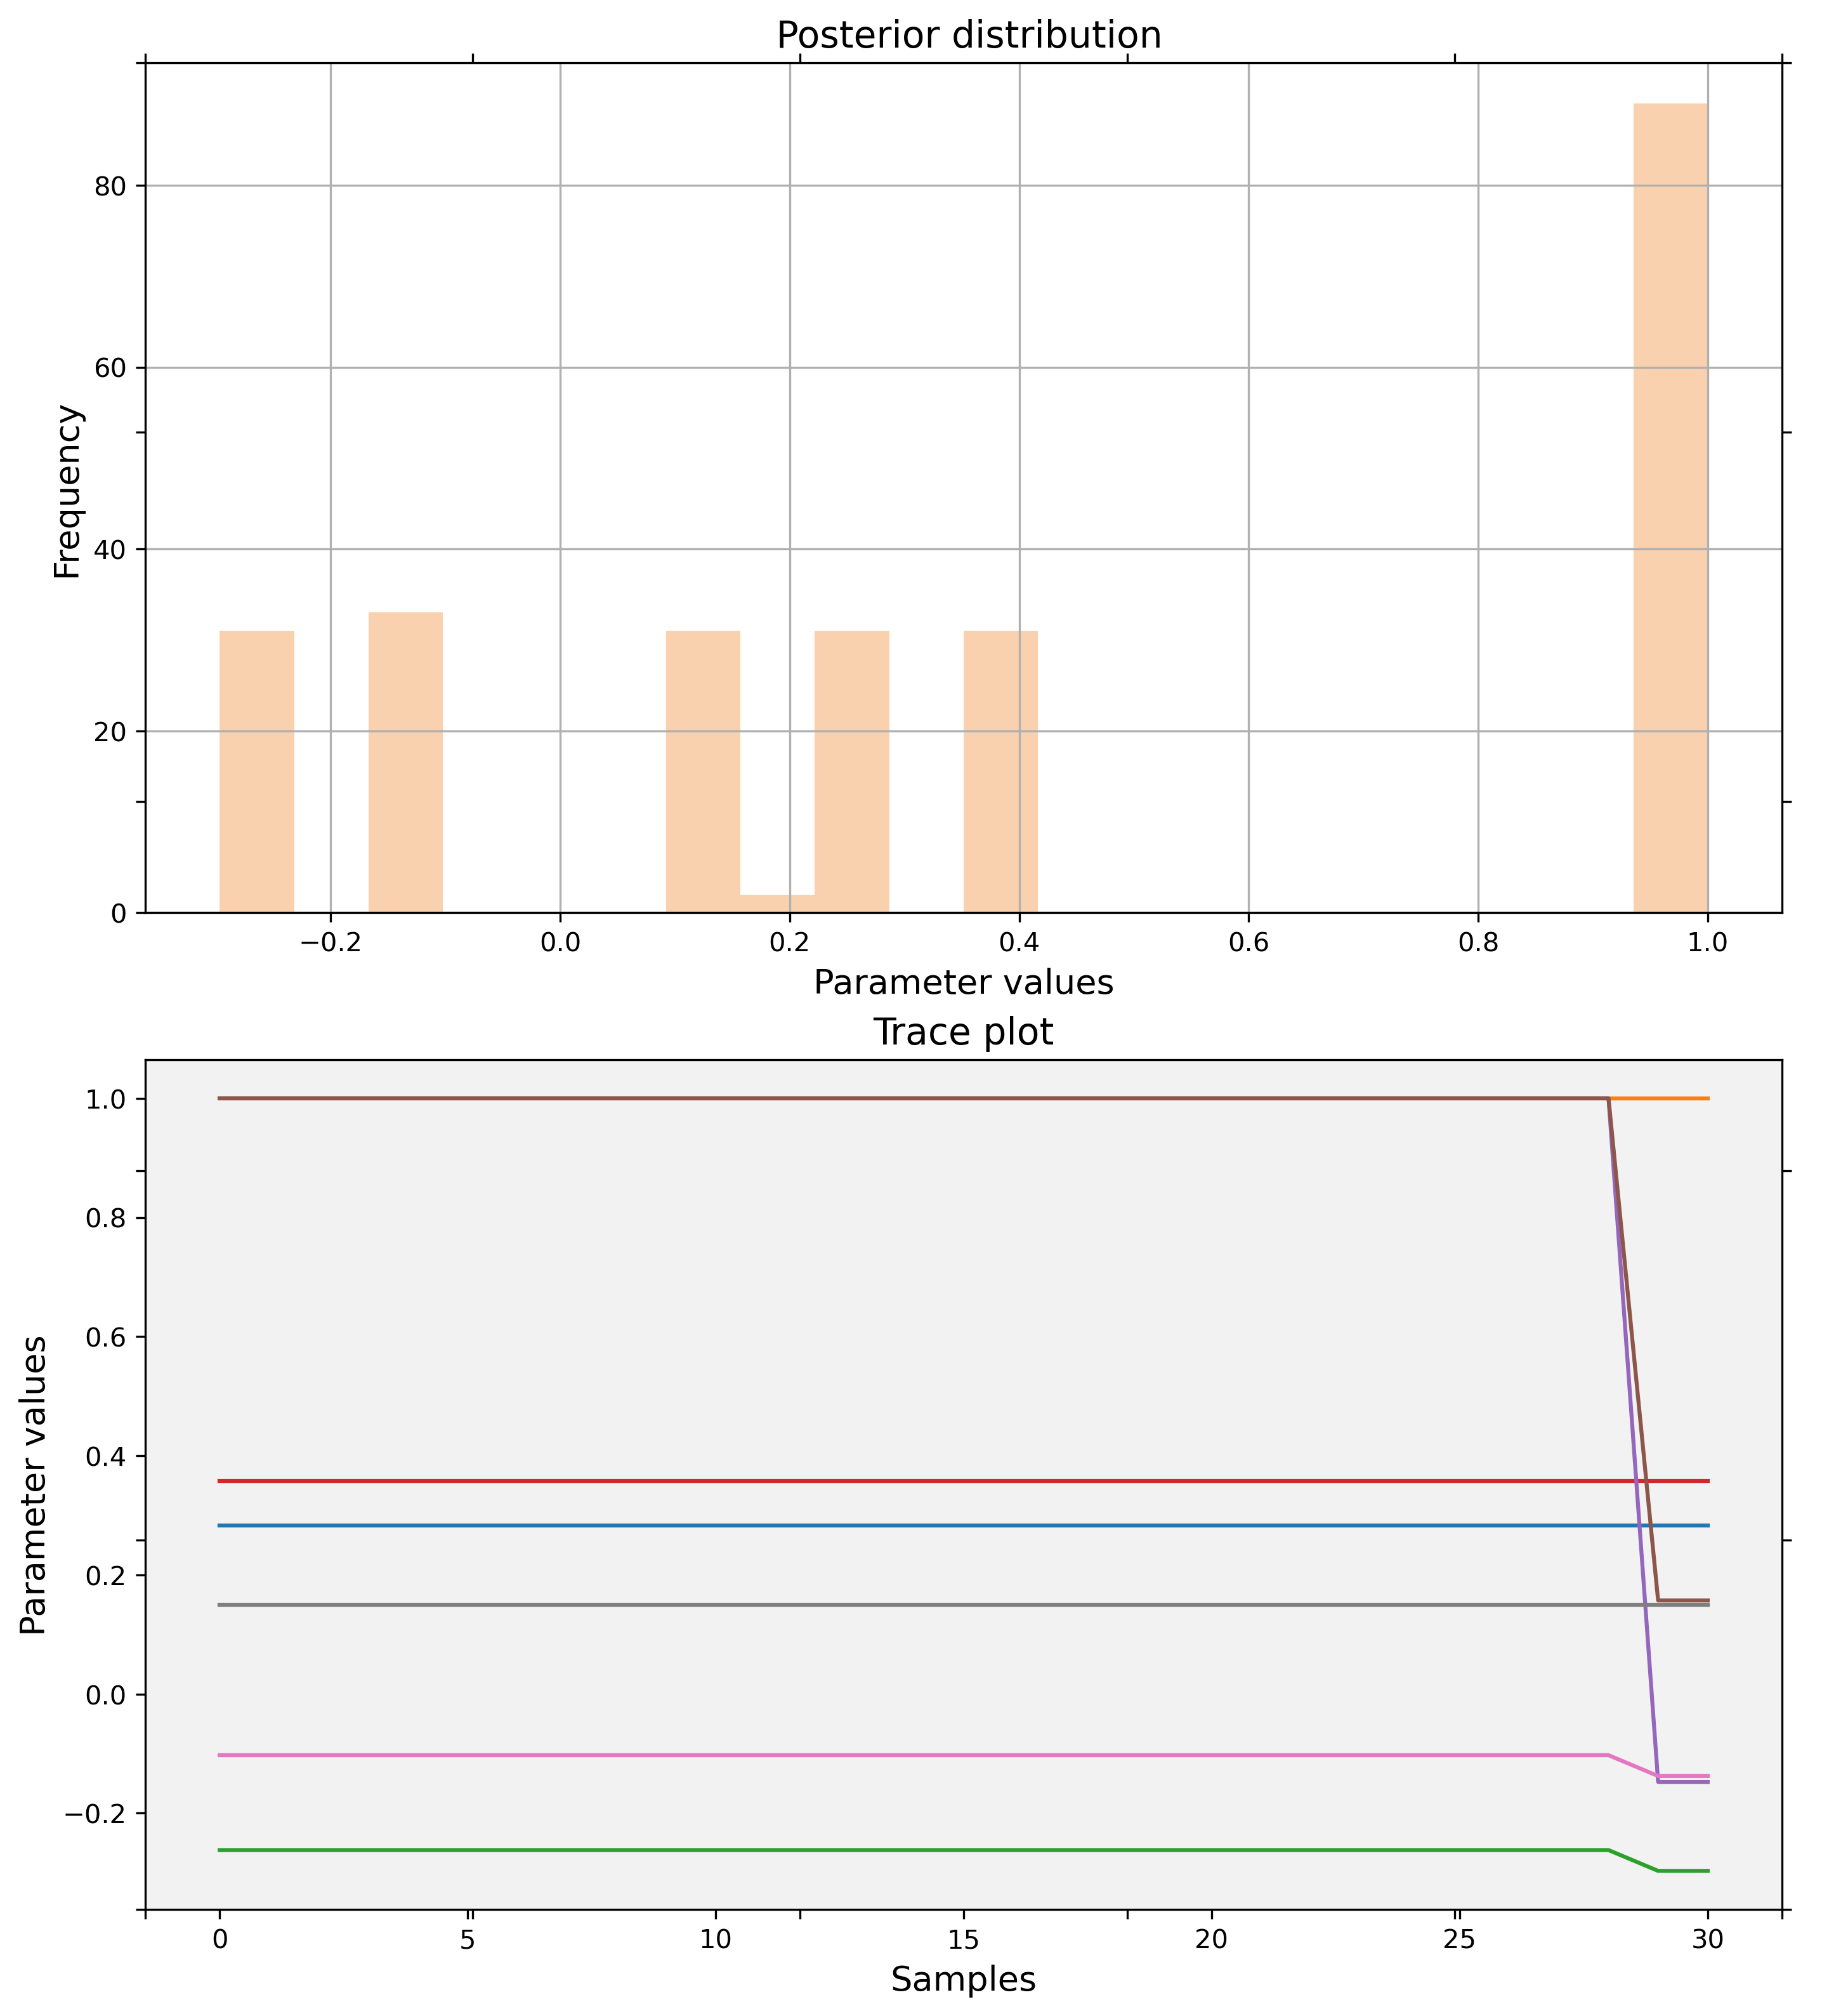 Posterior distribution
80
60
40
20
0
Frequency
−0.2 0.0 0.2 0.4 0.6 0.8 1.0
Parameter values
Trace plot
1.0
0.8
0.6
0.4
0.2
0.0
−0.2
Parameter values
0 5 10 15 20 25 30
Samples